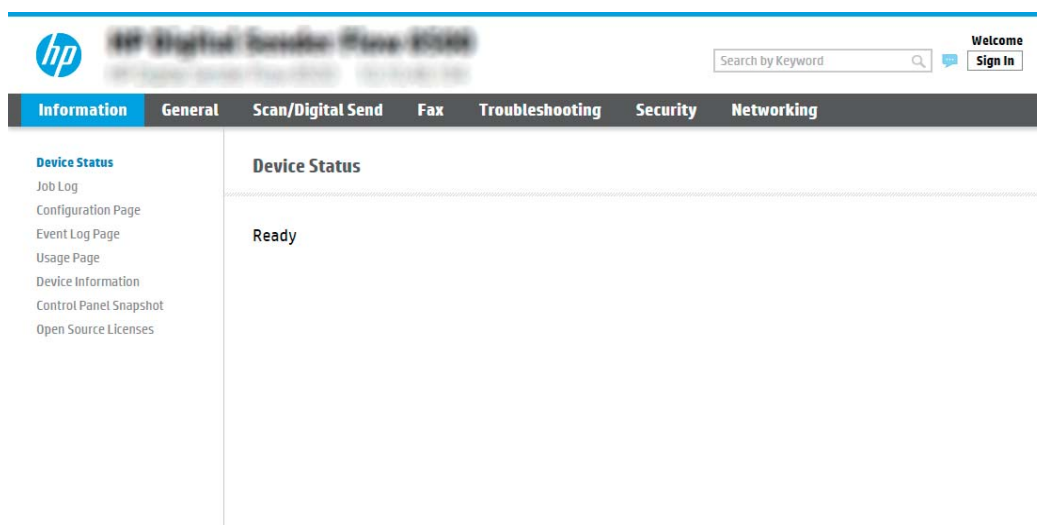 hp
Welcome
Search by Keyword
Sign In
Information General Scan/Digital Send Fax Troubleshooting Security Networking
Device Status
Job Log
Configuration Page
Event Log Page
Usage Page
Device Information
Control Panel Snapshot
Open Source Licenses
Device Status
Ready